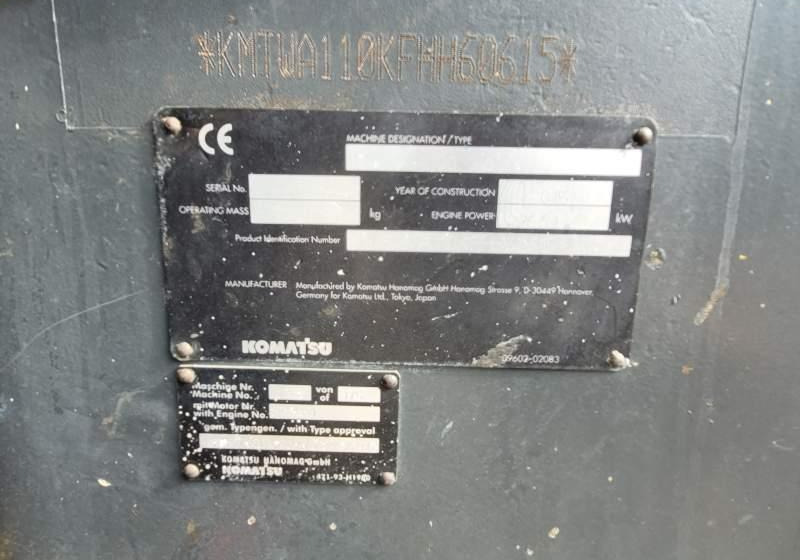 *KMTWA110KFHH60615*
CE
MACHINE DESIGNATION / TYPE
SERIAL No.
YEAR OF CONSTRUCTION
OPERATING MASS kg
ENGINE POWER kW
Product Identification Number
MANUFACTURER Manufactured by Komatsu Hanomag GmbH Hanomag Strasse 9, D-30449 Hannover,
Germany for Komatsu Ltd., Tokyo, Japan
KOMATSU
09602-02083
Maschine Nr. von
Machine No. of
mit Motor Nr.
with Engine No.
gem. Typengen. / with Type approval
KOMATSU HANOMAG GmbH
KOMATSU